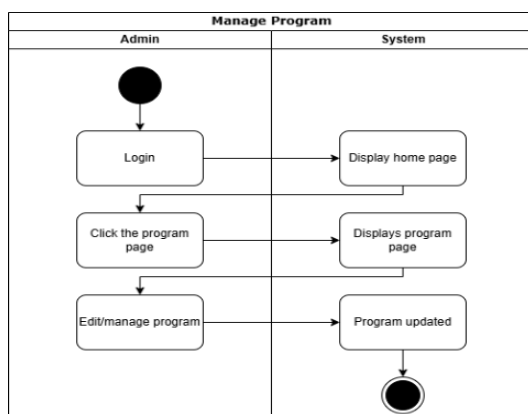 Manage Program
Admin
System
Login
Display home page
Click the program
page
Displays program
page
Edit/manage program
Program updated